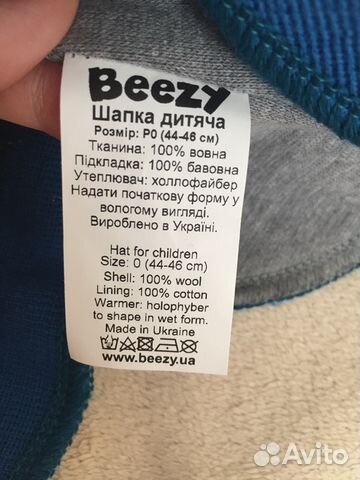 Beezy
Шапка дитяча
Розмір: P0 (44-46 см)
Тканина: 100% вовна
Підкладка: 100% бавовна
Утеплювач: холлофайбер
Надати початкову форму у
вологому вигляді.
Вироблено в Україні.
Hat for children
Size: 0 (44-46 cm)
Shell: 100% wool
Lining: 100% cotton
Warmer: holophyber
to shape in wet form.
Made in Ukraine
www.beezy.ua
Avito